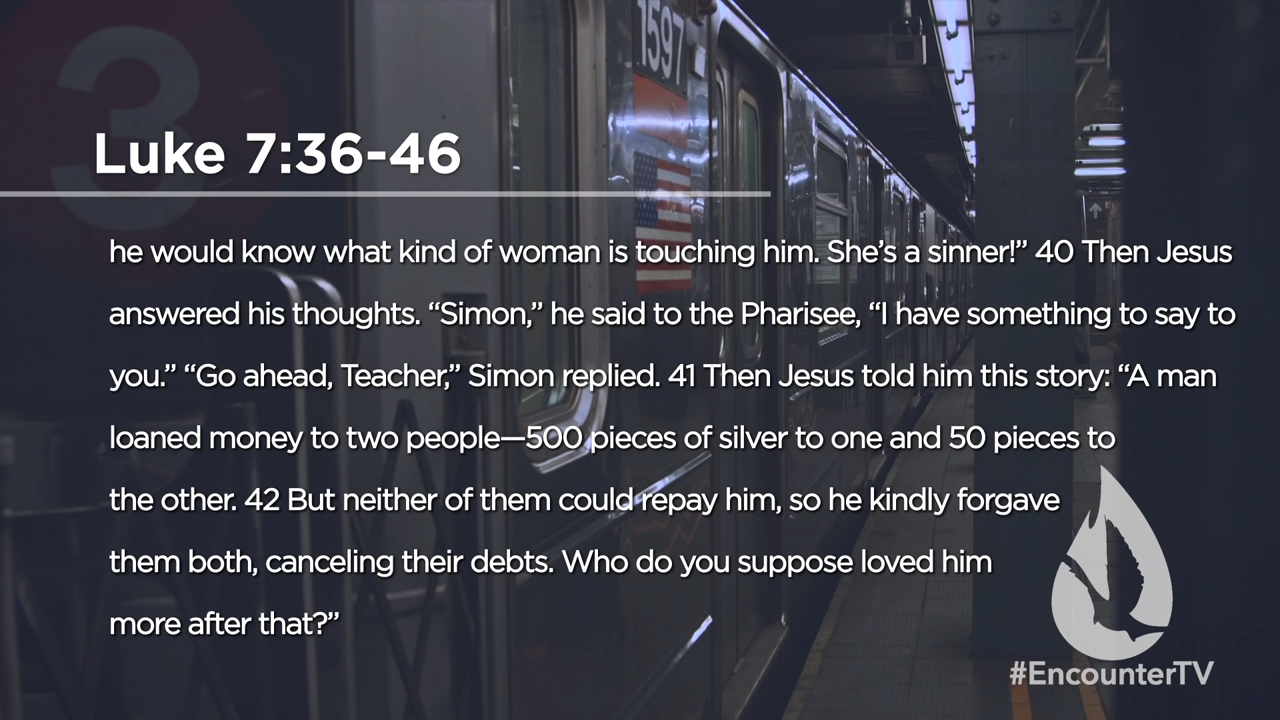 3
1597
Luke 7:36-46
he would know what kind of woman is touching him. She’s a sinner!” 40 Then Jesus
answered his thoughts. “Simon,” he said to the Pharisee, “I have something to say to
you.” “Go ahead, Teacher,” Simon replied. 41 Then Jesus told him this story: “A man
loaned money to two people—500 pieces of silver to one and 50 pieces to
the other. 42 But neither of them could repay him, so he kindly forgave
them both, canceling their debts. Who do you suppose loved him
more after that?”
#EncounterTV